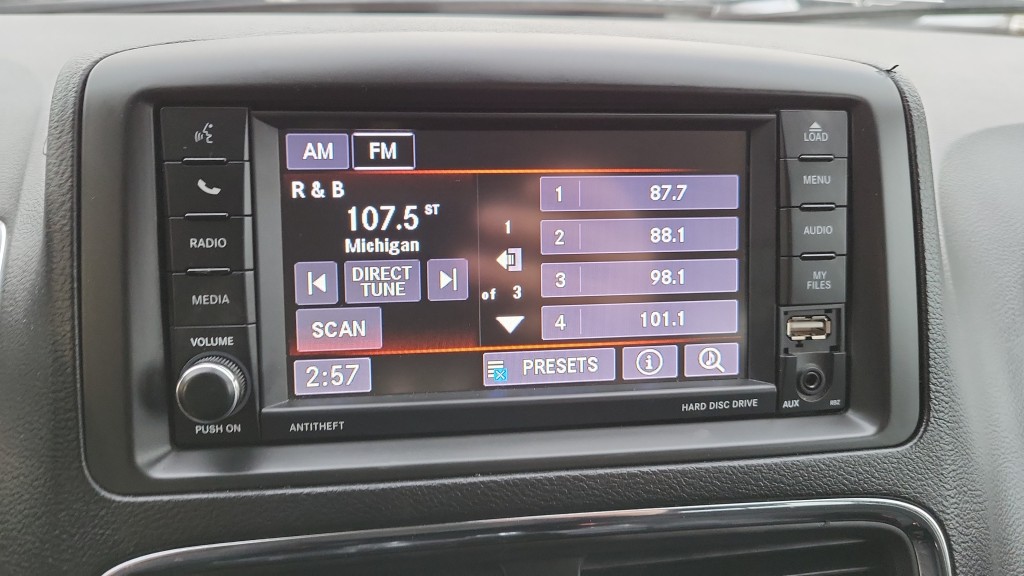 AM FM
R & B
107.5 ST
Michigan
DIRECT
TUNE
SCAN
2:57
1
of 3
1 87.7
2 88.1
3 98.1
4 101.1
PRESETS
RADIO
MEDIA
VOLUME
PUSH ON
LOAD
MENU
AUDIO
MY
FILES
AUX RSZ
ANTITHEFT
HARD DISC DRIVE